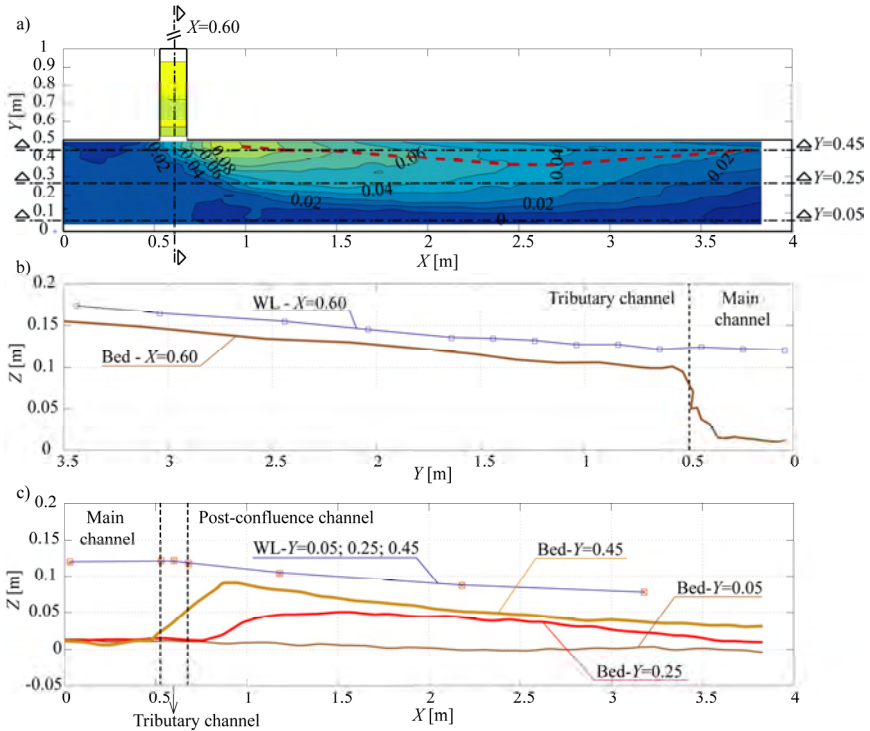 a)
X=0.60
1
0.9
0.8
0.7
0.6
0.5
0.4
0.3
0.2
0.1
0
Y [m]
0.02
0.04
0.06
0.08
0.06
0.04
0.02
0.04
0.02
0.02
0
Y=0.45
Y=0.25
Y=0.05
0 0.5 1 1.5 2 2.5 3 3.5 4
X [m]
b)
0.2
0.15
0.1
0.05
0
Z [m]
WL - X=0.60
Bed - X=0.60
Tributary channel
Main
channel
3.5 3 2.5 2 1.5 1 0.5 0
Y [m]
c)
0.2
0.15
0.1
0.05
0
-0.05
Z [m]
Main
channel
Post-confluence channel
WL-Y=0.05; 0.25; 0.45
Bed-Y=0.45
Bed-Y=0.05
Bed-Y=0.25
0 0.5 1 1.5 2 2.5 3 3.5 4
Tributary channel
X [m]